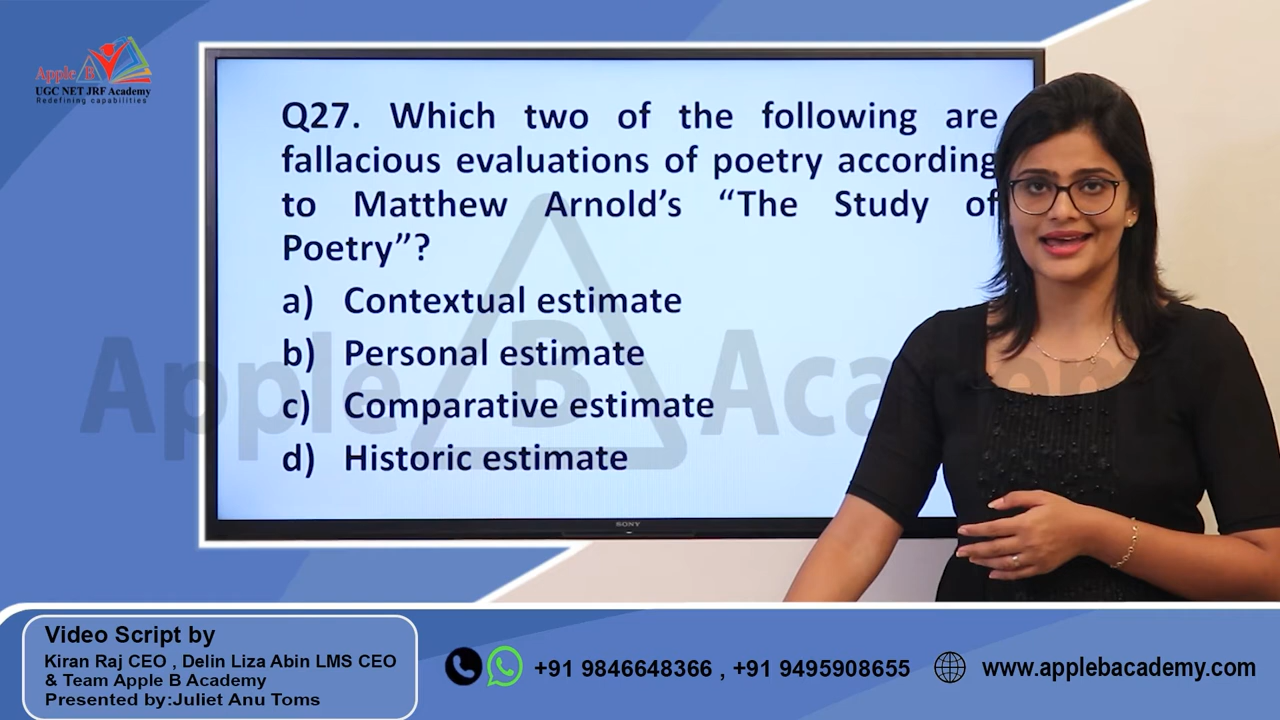 Apple B
UGC NET JRF Academy
Redefining capabilities
Q27. Which two of the following are
fallacious evaluations of poetry according
to Matthew Arnold’s “The Study of
Poetry”?
a) Contextual estimate
b) Personal estimate
c) Comparative estimate
d) Historic estimate
Apple B Academy
SONY
Video Script by
Kiran Raj CEO , Delin Liza Abin LMS CEO
& Team Apple B Academy
Presented by:Juliet Anu Toms
+91 9846648366 , +91 9495908655
www.applebacademy.com